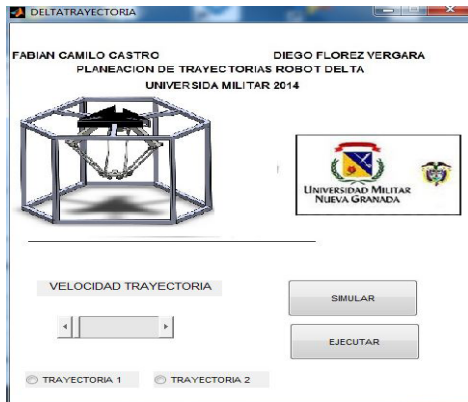 DELTATRAYECTORIA
FABIAN CAMILO CASTRO DIEGO FLOREZ VERGARA
PLANEACION DE TRAYECTORIAS ROBOT DELTA
UNIVERSIDA MILITAR 2014
UNIVERSIDAD MILITAR
NUEVA GRANADA
VELOCIDAD TRAYECTORIA
SIMULAR
EJECUTAR
TRAYECTORIA 1 TRAYECTORIA 2